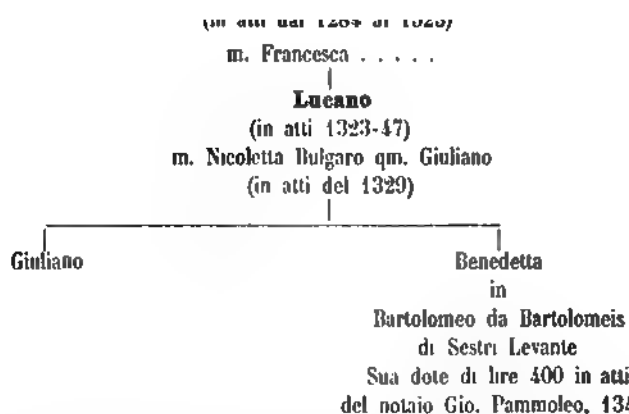 m. Francesca . . . . .
Lucano
(in atti 1323-47)
m. Nicoletta Bulgaro qm. Giuliano
(in atti del 1329)
Giuliano
Benedetta
in
Bartolomeo da Bartolomeis
di Sestri Levante
Sua dote di lire 400 in atti
del notaio Gio. Pammoleo,